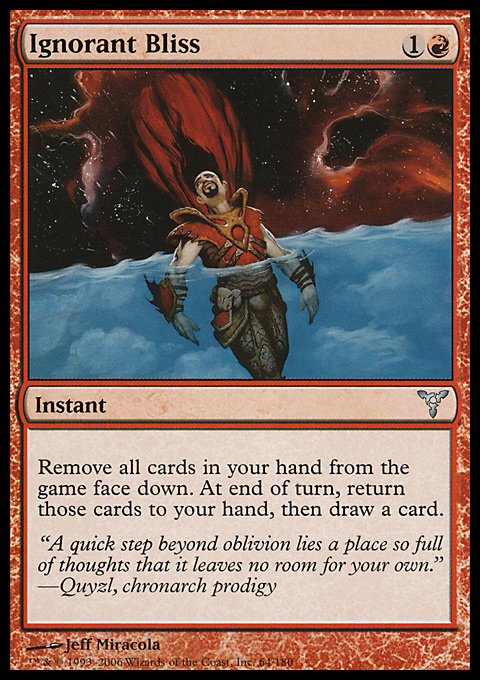 Ignorant Bliss 1
Instant
Remove all cards in your hand from the
game face down. At end of turn, return
those cards to your hand, then draw a card.
“A quick step beyond oblivion lies a place so full
of thoughts that it leaves no room for your own.”
—Quyzl, chronarch prodigy
Jeff Miracola
™ & © 1993–2006 Wizards of the Coast, Inc. 64/180